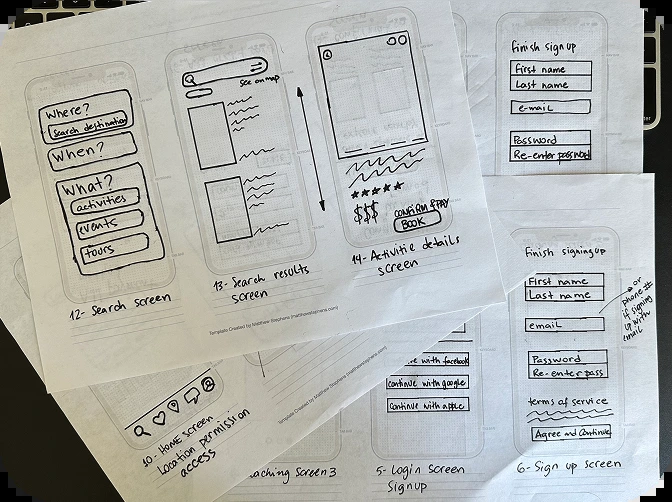 Where?
Search destination
When?
What?
activities
events
tours
12- Search screen
see on map
13- Search results
screen
$$$
CONFIRM & PAY
BOOK
14- Activitie details
screen
Template Created by Matthew Stephens (matthewstephens.com)
finish sign up
First name
Last name
e-mail
Password
Re-enter password
Finish signing up
First name
Last name
email
or
phone #
if signing
up with
email
Password
Re-enter pass
terms of service
Agree and Continue
6- Sign up screen
with facebook
continue with google
continue with apple
5- Login screen
Signup
screen 3
10- Home screen
Location permission
access
Template Created by Matthew Stephens (matthewstephens.com)